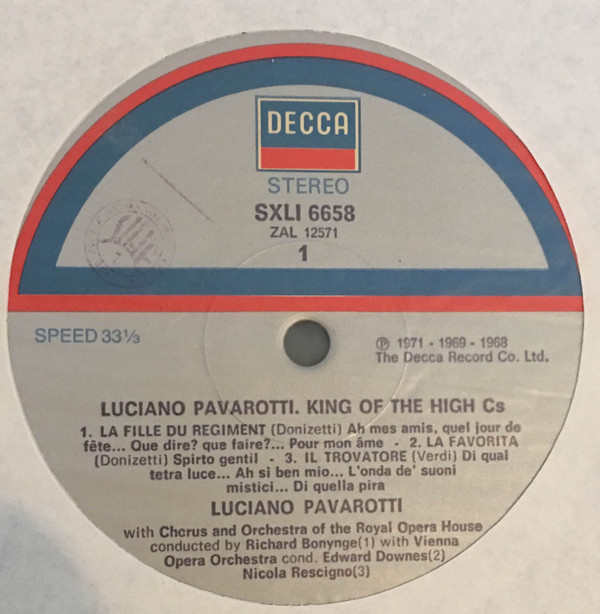 DECCA
STEREO
SXLI 6658
ZAL 12571
1
SPEED 33⅓
Ⓟ 1971 - 1969 - 1968
The Decca Record Co. Ltd.
LUCIANO PAVAROTTI. KING OF THE HIGH Cs
1. LA FILLE DU REGIMENT (Donizetti) Ah mes amis, quel jour de
fête... Que dire? que faire?... Pour mon âme - 2. LA FAVORITA
(Donizetti) Spirto gentil - 3. IL TROVATORE (Verdi) Di qual
tetra luce... Ah si ben mio... L'onda de' suoni
mistici... Di quella pira
LUCIANO PAVAROTTI
with Chorus and Orchestra of the Royal Opera House
conducted by Richard Bonynge(1) with Vienna
Opera Orchestra cond. Edward Downes(2)
Nicola Rescigno(3)